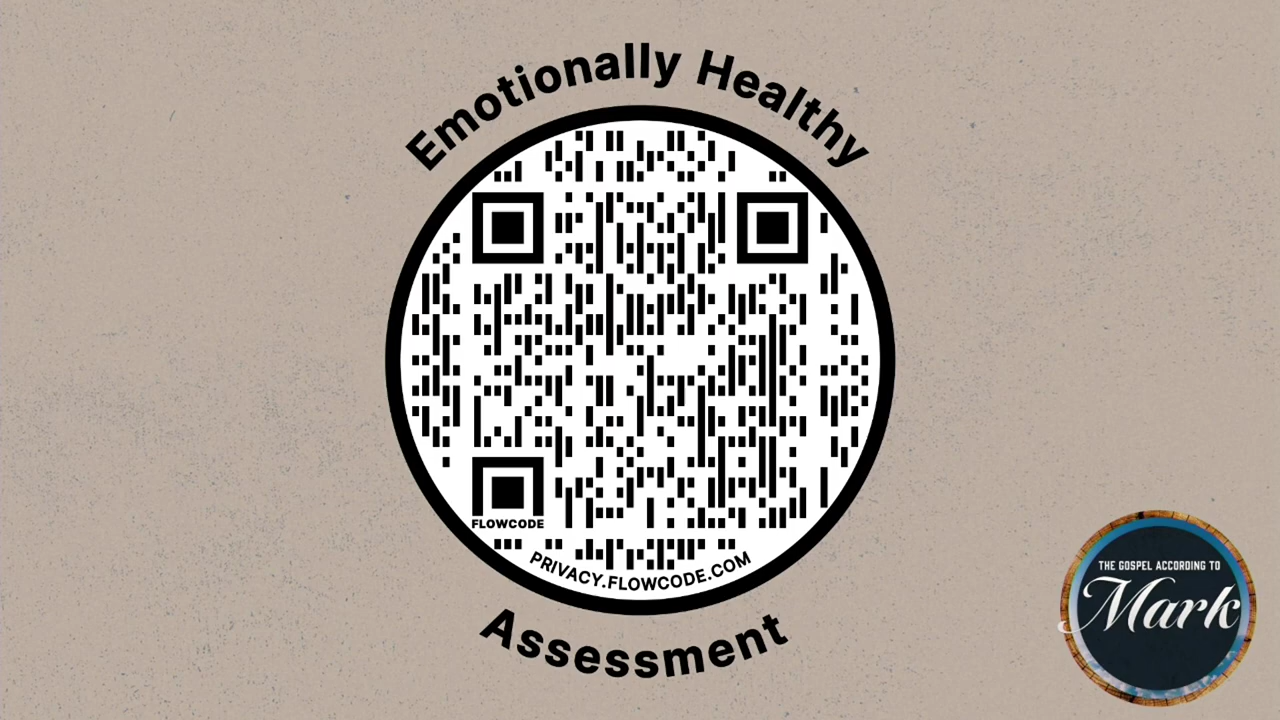 Emotionally Healthy
FLOWCODE
PRIVACY.FLOWCODE.COM
Assessment
THE GOSPEL ACCORDING TO
Mark